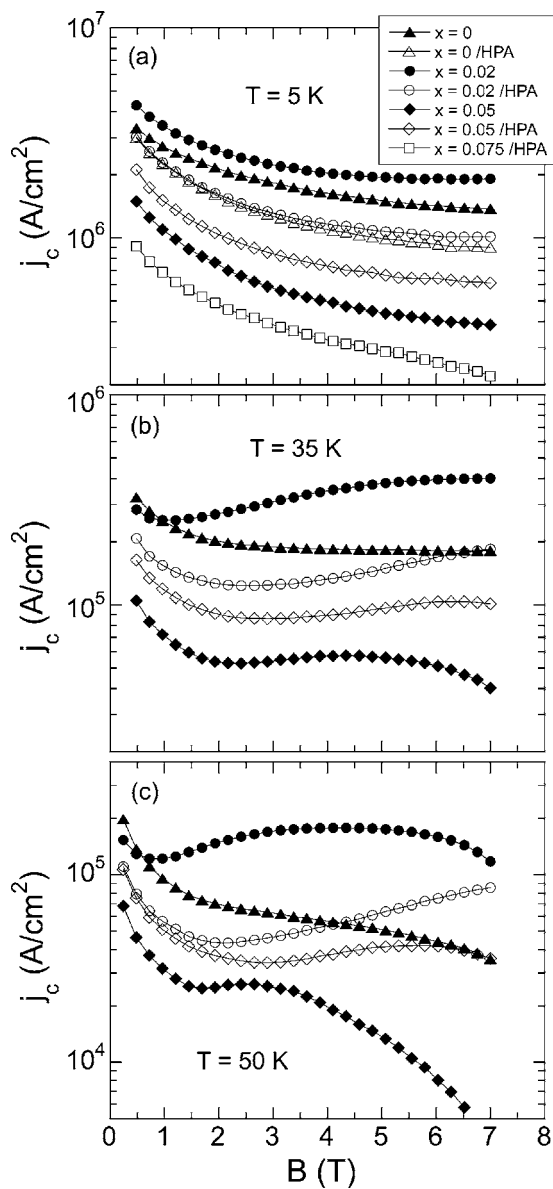 10^7
(a)
T = 5 K
x = 0
x = 0 /HPA
x = 0.02
x = 0.02 /HPA
x = 0.05
x = 0.05 /HPA
x = 0.075 /HPA
j_c (A/cm^2)
10^6
10^6
(b)
T = 35 K
j_c (A/cm^2)
10^5
(c)
10^5
j_c (A/cm^2)
10^4
T = 50 K
0 1 2 3 4 5 6 7 8
B (T)